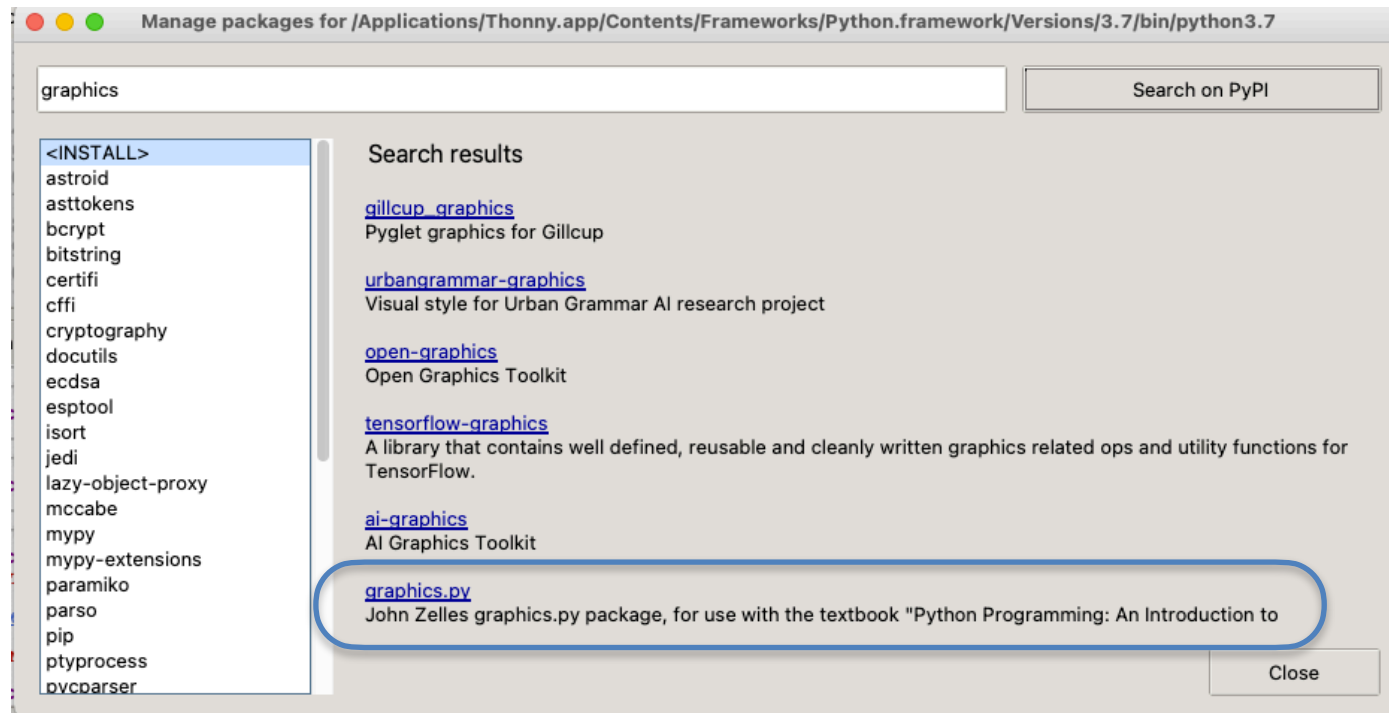 Manage packages for /Applications/Thonny.app/Contents/Frameworks/Python.framework/Versions/3.7/bin/python3.7
graphics
Search on PyPI
<INSTALL>
astroid
asttokens
bcrypt
bitstring
certifi
cffi
cryptography
docutils
ecdsa
esptool
isort
jedi
lazy-object-proxy
mccabe
mypy
mypy-extensions
paramiko
parso
pip
ptyprocess
pycparser
Search results
gillcup_graphics
Pyglet graphics for Gillcup
urbangrammar-graphics
Visual style for Urban Grammar AI research project
open-graphics
Open Graphics Toolkit
tensorflow-graphics
A library that contains well defined, reusable and cleanly written graphics related ops and utility functions for
TensorFlow.
ai-graphics
AI Graphics Toolkit
graphics.py
John Zelles graphics.py package, for use with the textbook "Python Programming: An Introduction to
Close